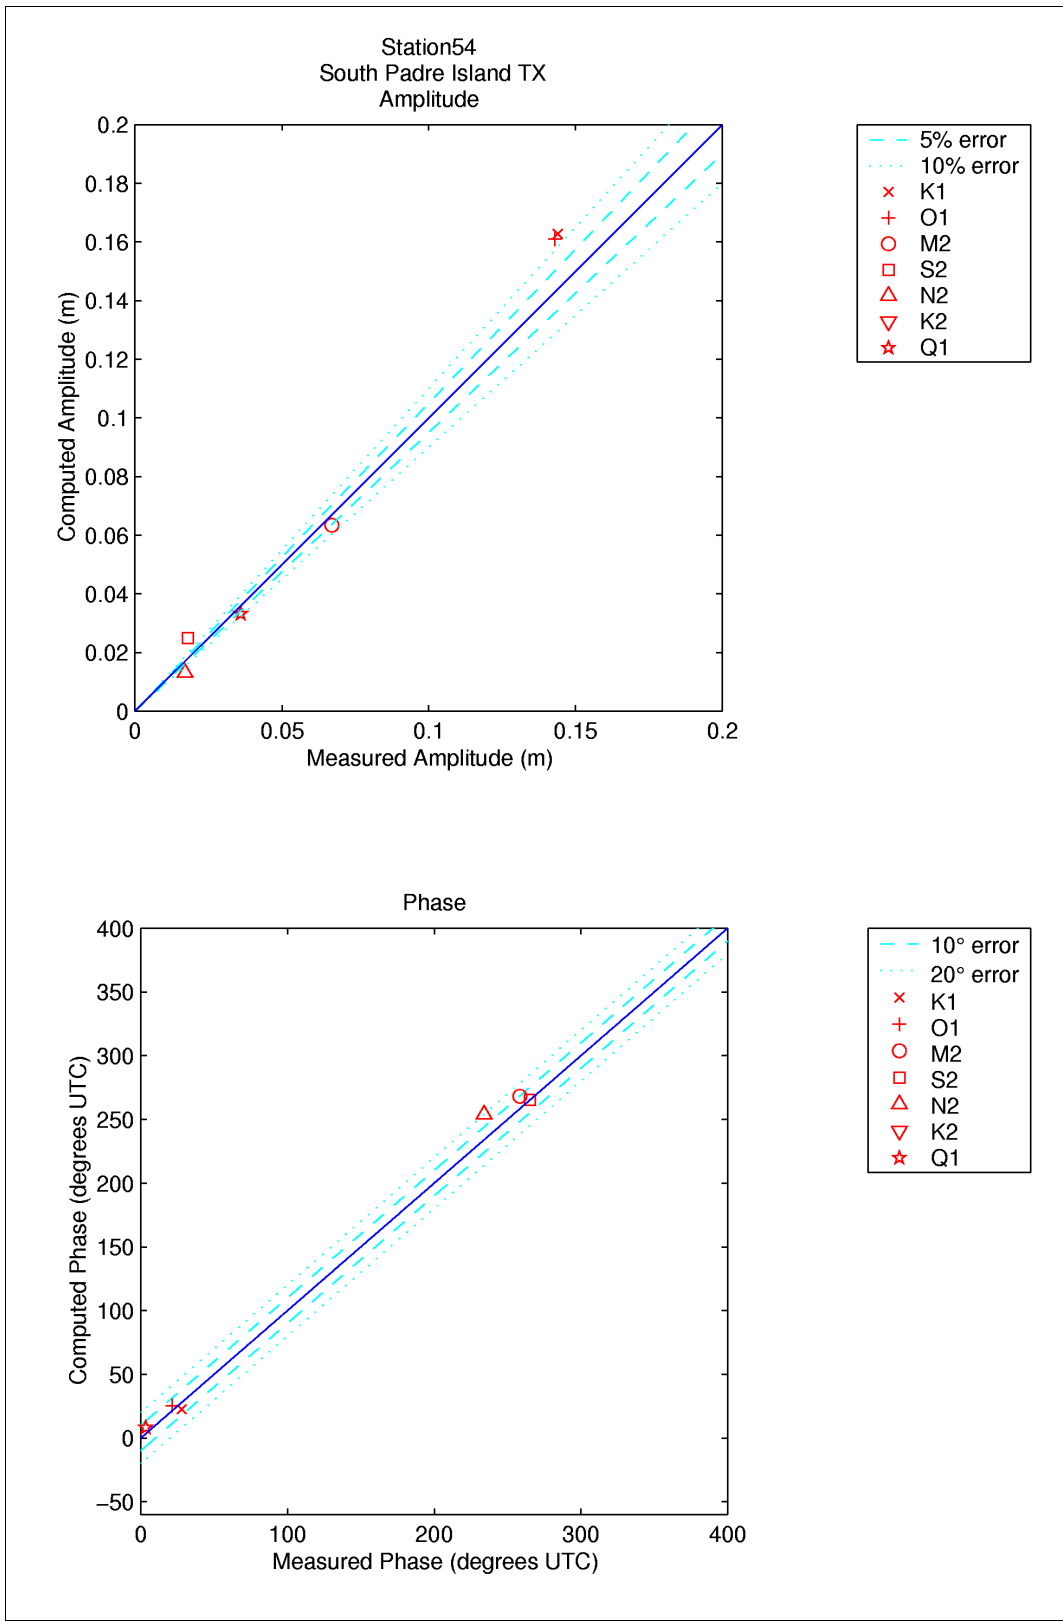 Station54
South Padre Island TX
Amplitude
0.2
0.18
0.16
0.14
0.12
0.1
0.08
0.06
0.04
0.02
0
Computed Amplitude (m)
0
0.05
0.1
0.15
0.2
Measured Amplitude (m)
5% error
10% error
K1
O1
M2
S2
N2
K2
Q1
Phase
400
350
300
250
200
150
100
50
0
−50
Computed Phase (degrees UTC)
0
100
200
300
400
Measured Phase (degrees UTC)
10° error
20° error
K1
O1
M2
S2
N2
K2
Q1